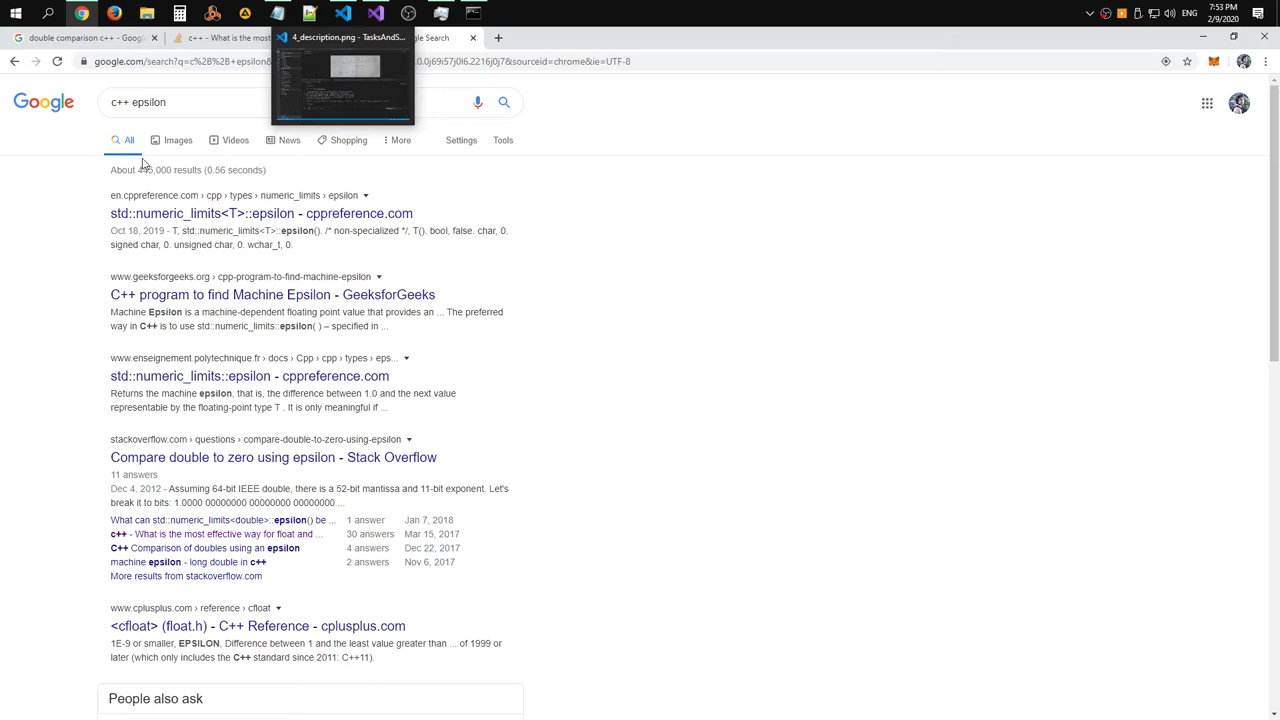 7:53 PM
2/9/2020
double comparison c++ - Goog
c++ - What is the most
4_description.png - TasksAndS...
gle Search
google.com/search?q=
Google
epsilon
All
Images
Videos
News
Shopping
More
Settings
Tools
About 4 5,000 results (0.56 seconds)
en.cppreference.com › cpp › types › numeric_limits › epsilon
std::numeric_limits<T>::epsilon - cppreference.com
Oct 18, 2019 - T, std::numeric_limits<T>::epsilon(). /* non-specialized */, T(). bool, false. char, 0.
signed char, 0. unsigned char, 0. wchar_t, 0.
www.geeksforgeeks.org › cpp-program-to-find-machine-epsilon
C++ program to find Machine Epsilon - GeeksforGeeks
Machine Epsilon is a machine-dependent floating point value that provides an ... The preferred
way in C++ is to use std::numeric_limits::epsilon( ) – specified in ...
www.enseignement.polytechnique.fr › docs › Cpp › cpp › types › eps...
std::numeric_limits::epsilon - cppreference.com
Returns the machine epsilon, that is, the difference between 1.0 and the next value
representable by the floating-point type T . It is only meaningful if ...
stackoverflow.com › questions › compare-double-to-zero-using-epsilon
Compare double to zero using epsilon - Stack Overflow
11 answers
Dec 4, 2012 - Assuming 64-bit IEEE double, there is a 52-bit mantissa and 11-bit exponent. Let's
break it to bits: 1.0000 00000000 00000000 00000000 ...
What can std::numeric_limits<double>::epsilon() be ... 1 answer Jan 7, 2018
c++ - What is the most effective way for float and ... 30 answers Mar 15, 2017
C++ Comparison of doubles using an epsilon 4 answers Dec 22, 2017
machine epsilon - long double in c++ 2 answers Nov 6, 2017
More results from stackoverflow.com
www.cplusplus.com › reference › cfloat
<cfloat> (float.h) - C++ Reference - cplusplus.com
1E-9 or smaller, EPSILON, Difference between 1 and the least value greater than ... of 1999 or
later (which only includes the C++ standard since 2011: C++11).
People also ask